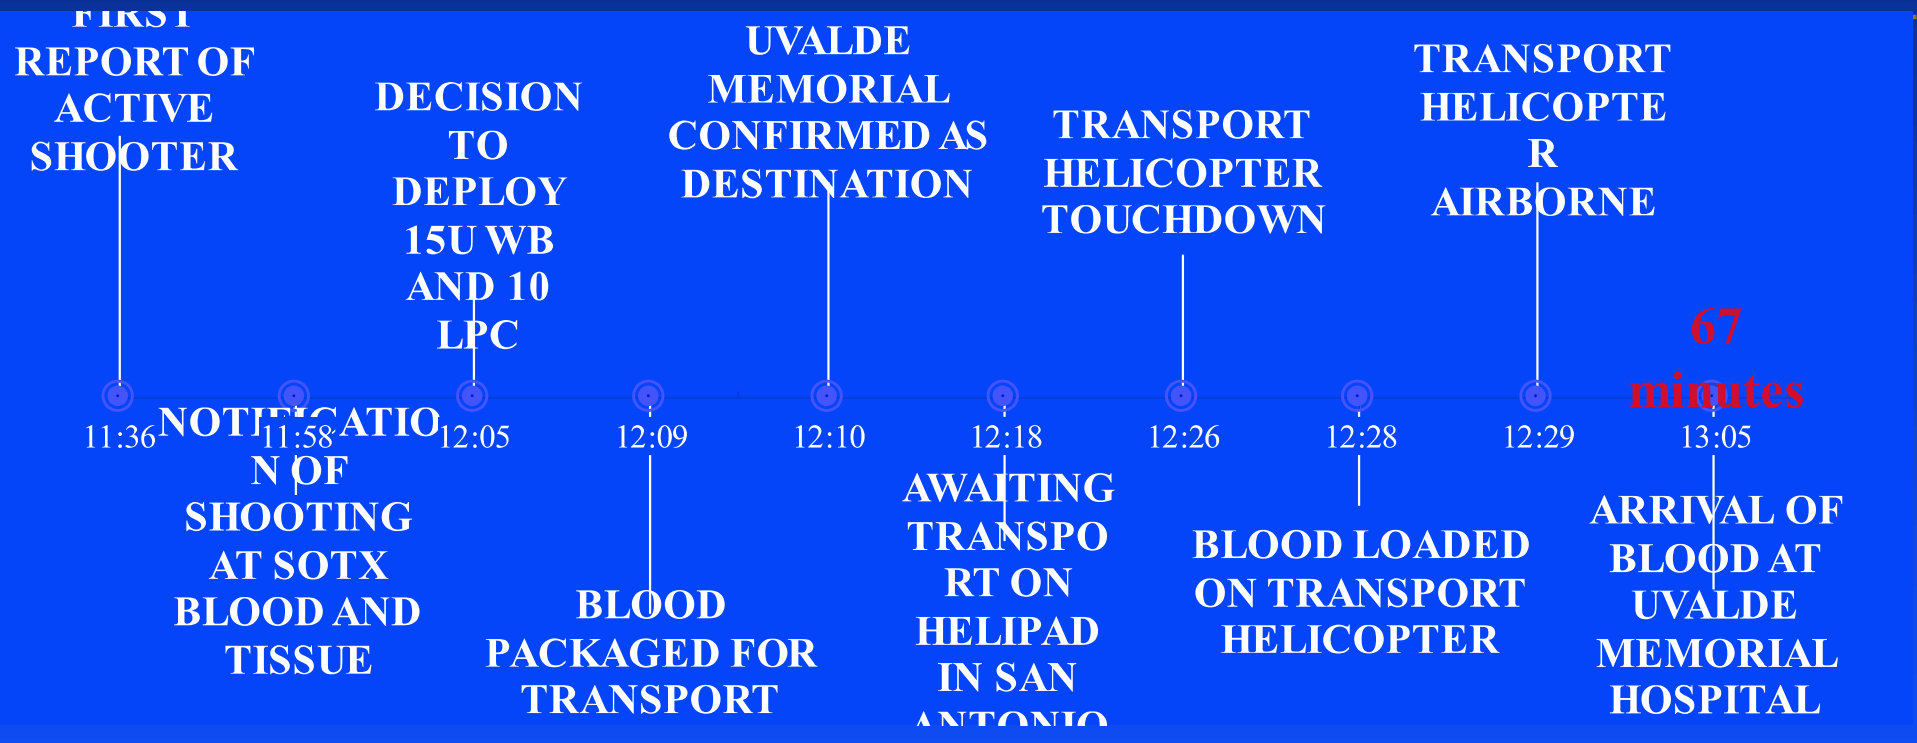 FIRST
REPORT OF
ACTIVE
SHOOTER
DECISION
TO
DEPLOY
15U WB
AND 10
LPC
UVALDE
MEMORIAL
CONFIRMED AS
DESTINATION
TRANSPORT
HELICOPTER
TOUCHDOWN
TRANSPORT
HELICOPTE
R
AIRBORNE
67
minutes
11:36
11:58
12:05
12:09
12:10
12:18
12:26
12:28
12:29
13:05
NOTIFICATIO
N OF
SHOOTING
AT SOTX
BLOOD AND
TISSUE
BLOOD
PACKAGED FOR
TRANSPORT
AWAITING
TRANSPO
RT ON
HELIPAD
IN SAN
ANTONIO
BLOOD LOADED
ON TRANSPORT
HELICOPTER
ARRIVAL OF
BLOOD AT
UVALDE
MEMORIAL
HOSPITAL